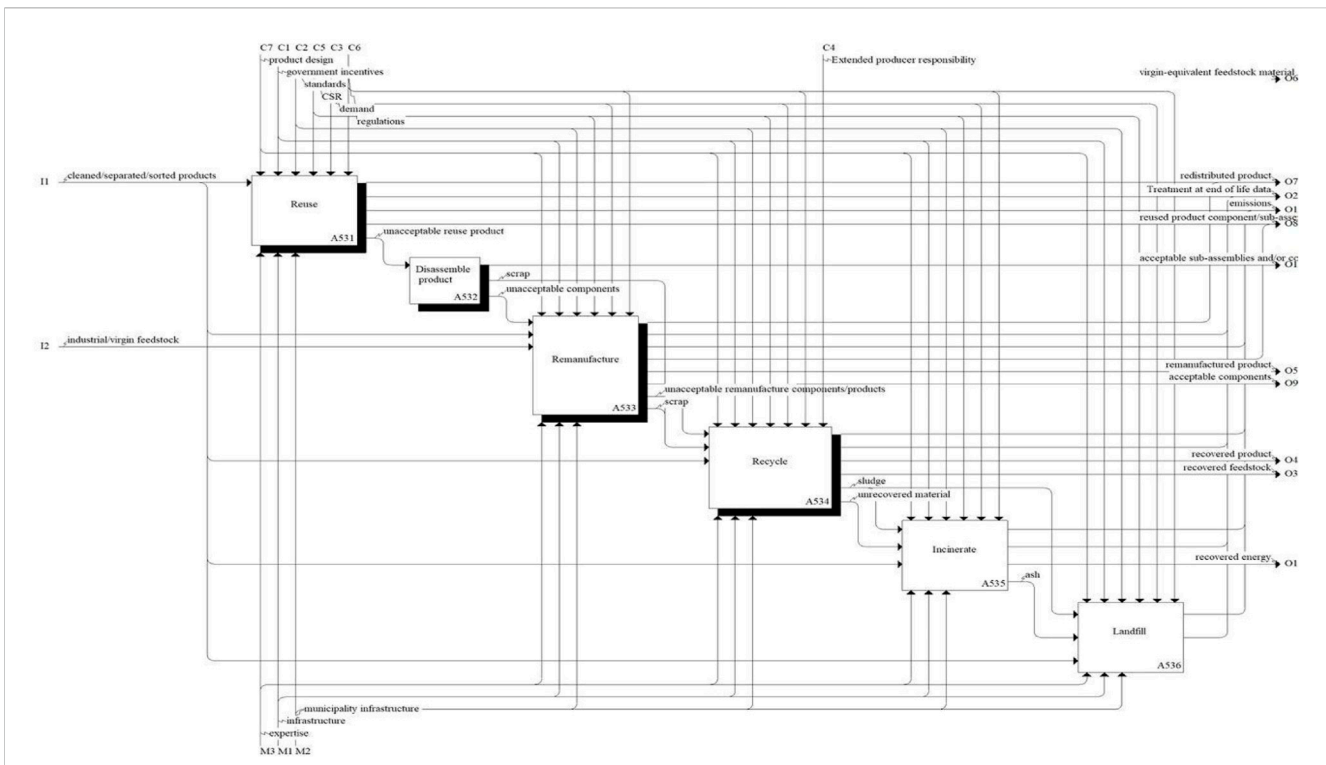 C7 C1 C2 C5 C3 C6
C4
product design
Extended producer responsibility
government incentives
virgin-equivalent feedstock material
O6
standards
CSR
demand
regulations
I1
cleaned/separated/sorted products
redistributed product
O7
Treatment at end of life data
O2
emissions
O1
reused product component/sub-asse
O8
Reuse
A531
unacceptable reuse product
acceptable sub-assemblies and/or cc
O1
Disassemble
product
A532
scrap
unacceptable components
I2
industrial/virgin feedstock
Remanufacture
A533
remanufactured product
O5
acceptable components
O9
unacceptable remanufacture components/products
scrap
Recycle
A534
recovered product
O4
recovered feedstock
O3
sludge
unrecovered material
Incinerate
A535
recovered energy
O1
ash
Landfill
A536
municipality infrastructure
infrastructure
expertise
M3 M1 M2